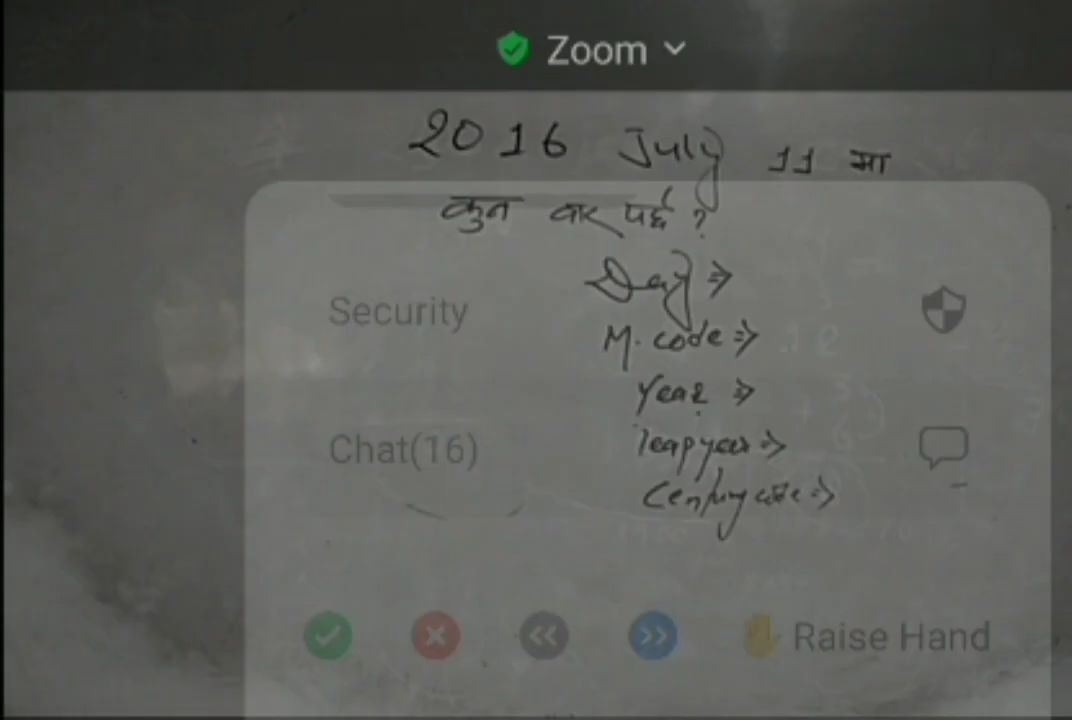 Zoom
2016 July 11 मा
कुन वार पर्छ ?
Day ⇒
Security
M. code ⇒
Year ⇒
leap year ⇒
Chat(16)
Century code ⇒
Raise Hand